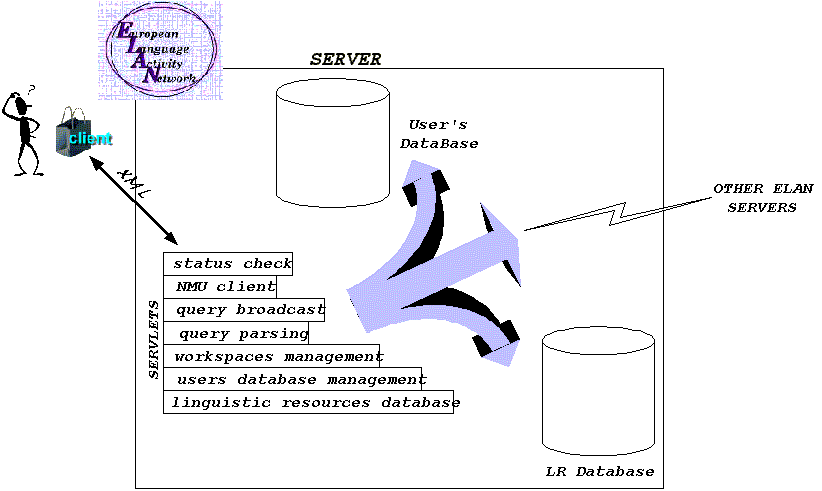 European
Language
Activity
Network
SERVER
?
client
User's
DataBase
XML
OTHER ELAN
SERVERS
SERVLETS
status check
NMU client
query broadcast
query parsing
workspaces management
users database management
linguistic resources database
LR Database